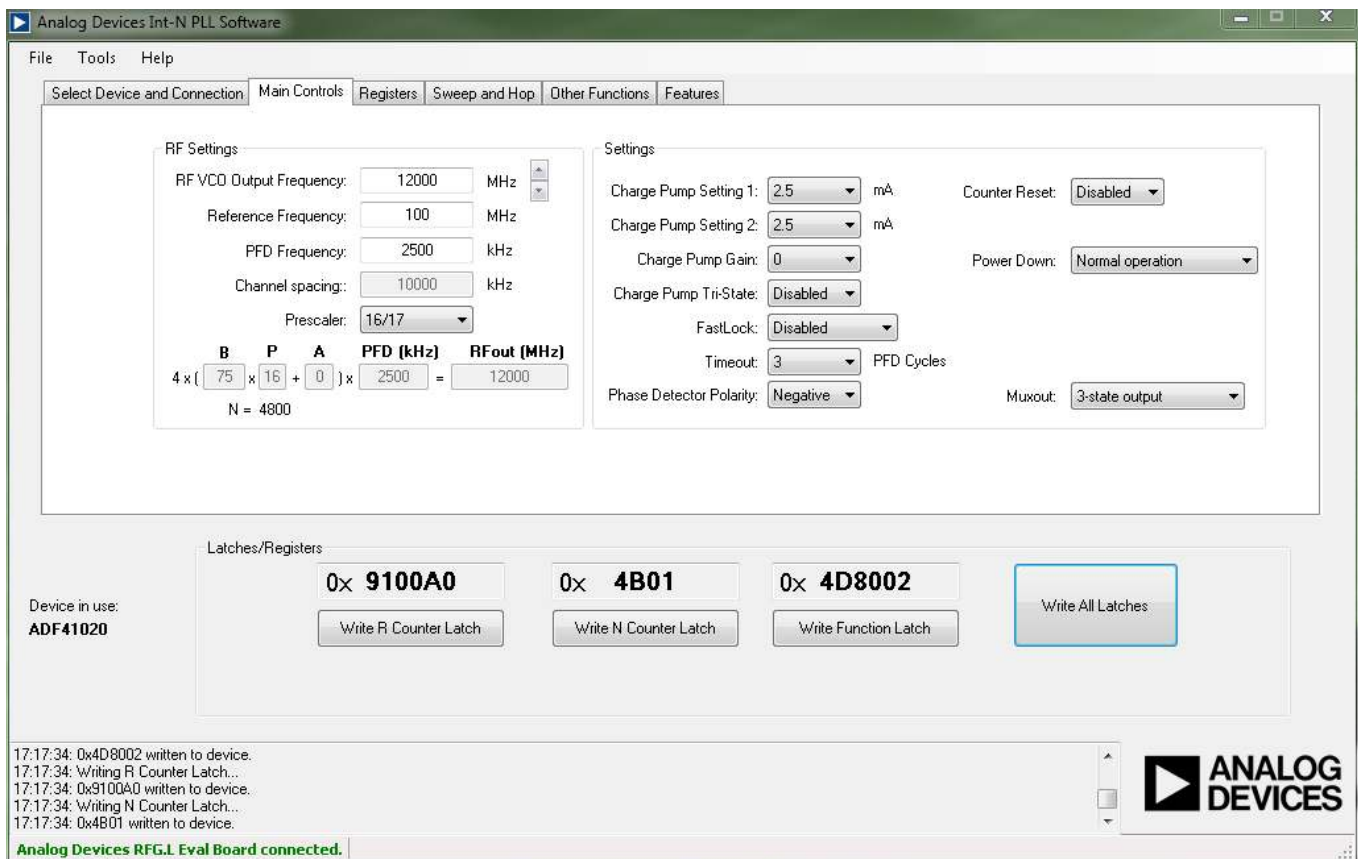 Analog Devices Int-N PLL Software
File Tools Help
Select Device and Connection Main Controls Registers Sweep and Hop Other Functions Features
RF Settings
RF VCO Output Frequency: 12000 MHz
Reference Frequency: 100 MHz
PFD Frequency: 2500 kHz
Channel spacing:: 10000 kHz
Prescaler: 16/17
B P A PFD (kHz) RFout (MHz)
4 x ( 75 x 16 + 0 ) x 2500 = 12000
N = 4800
Settings
Charge Pump Setting 1: 2.5 mA Counter Reset: Disabled
Charge Pump Setting 2: 2.5 mA
Charge Pump Gain: 0 Power Down: Normal operation
Charge Pump Tri-State: Disabled
FastLock: Disabled
Timeout: 3 PFD Cycles
Phase Detector Polarity: Negative Muxout: 3-state output
Latches/Registers
0x 9100A0 0x 4B01 0x 4D8002
Write R Counter Latch Write N Counter Latch Write Function Latch Write All Latches
Device in use:
ADF41020
17:17:34: 0x4D8002 written to device.
17:17:34: Writing R Counter Latch...
17:17:34: 0x9100A0 written to device.
17:17:34: Writing N Counter Latch...
17:17:34: 0x4B01 written to device.
ANALOG
DEVICES
Analog Devices RFG.L Eval Board connected.